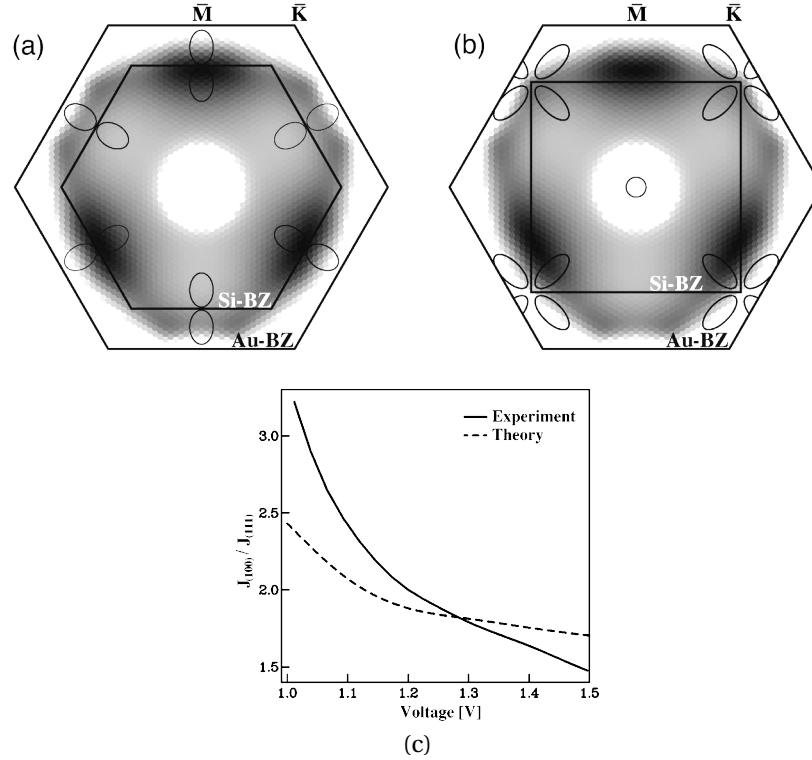 (a)
M̄ K̄
Si-BZ
Au-BZ
(b)
M̄ K̄
Si-BZ
Au-BZ
J(100) / J(111)
3.0
2.5
2.0
1.5
Experiment
Theory
1.0 1.1 1.2 1.3 1.4 1.5
Voltage [V]
(c)